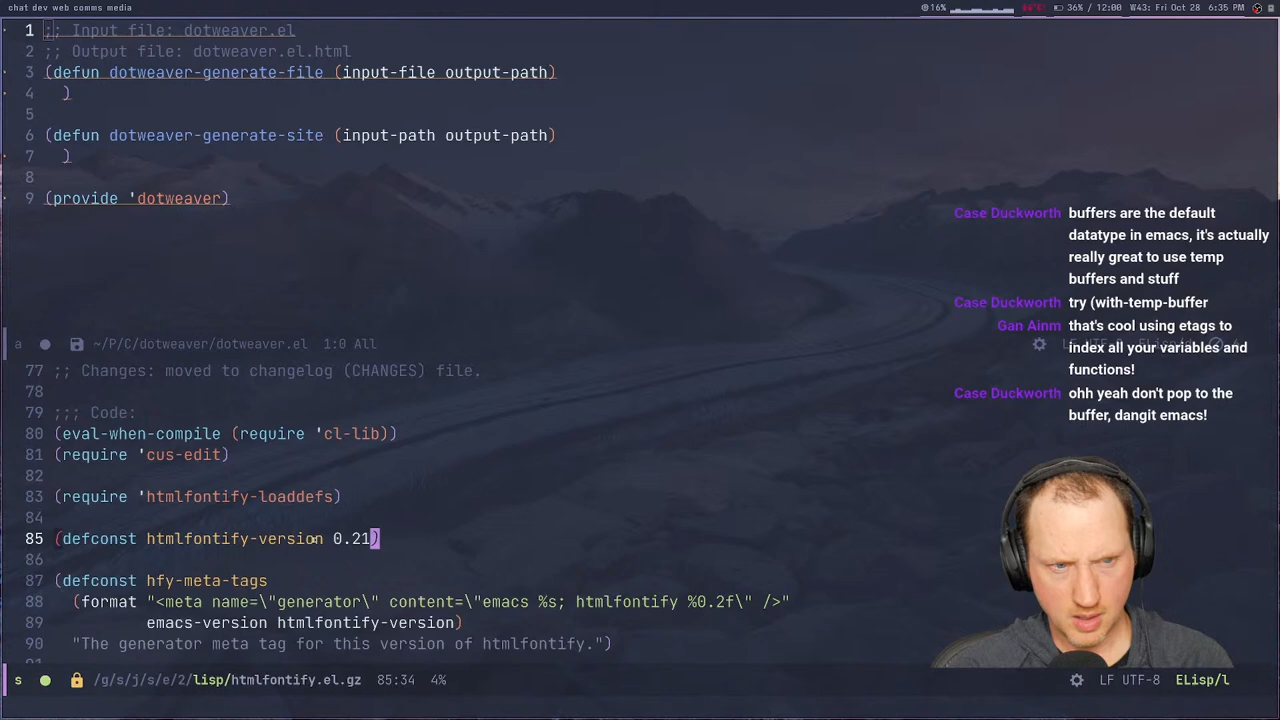 chat dev web comms media
16%
36% / 12:00
W43: Fri Oct 28
6:35 PM
1 ;; Input file: dotweaver.el
2 ;; Output file: dotweaver.el.html
3 (defun dotweaver-generate-file (input-file output-path)
4 )
5
6 (defun dotweaver-generate-site (input-path output-path)
7 )
8
9 (provide 'dotweaver)
Case Duckworth buffers are the default
datatype in emacs, it's actually
really great to use temp
buffers and stuff
Case Duckworth try (with-temp-buffer
Gan Ainm that's cool using etags to
index all your variables and
functions!
Case Duckworth ohh yeah don't pop to the
buffer, dangit emacs!
a ~/P/C/dotweaver/dotweaver.el 1:0 All
77 ;; Changes: moved to changelog (CHANGES) file.
78
79 ;;; Code:
80 (eval-when-compile (require 'cl-lib))
81 (require 'cus-edit)
82
83 (require 'htmlfontify-loaddefs)
84
85 (defconst htmlfontify-version 0.21)
86
87 (defconst hfy-meta-tags
88 (format "<meta name=\"generator\" content=\"emacs %s; htmlfontify %0.2f\" />"
89 emacs-version htmlfontify-version)
90 "The generator meta tag for this version of htmlfontify.")
s /g/s/j/s/e/2/lisp/htmlfontify.el.gz 85:34 4% LF UTF-8 ELisp/l